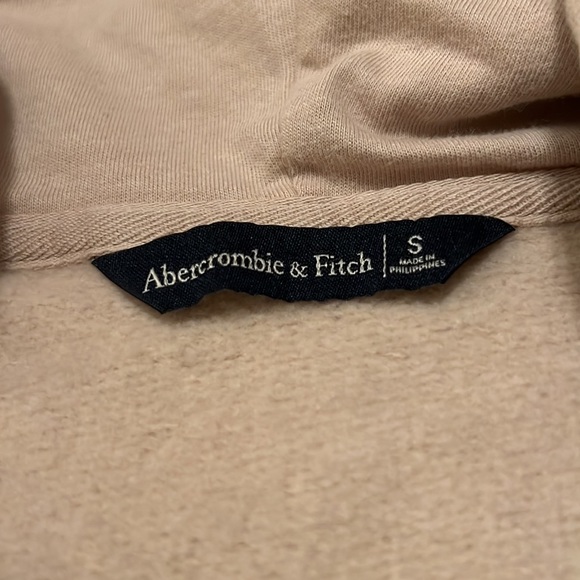 Abercrombie & Fitch
S
MADE IN
PHILIPPINES